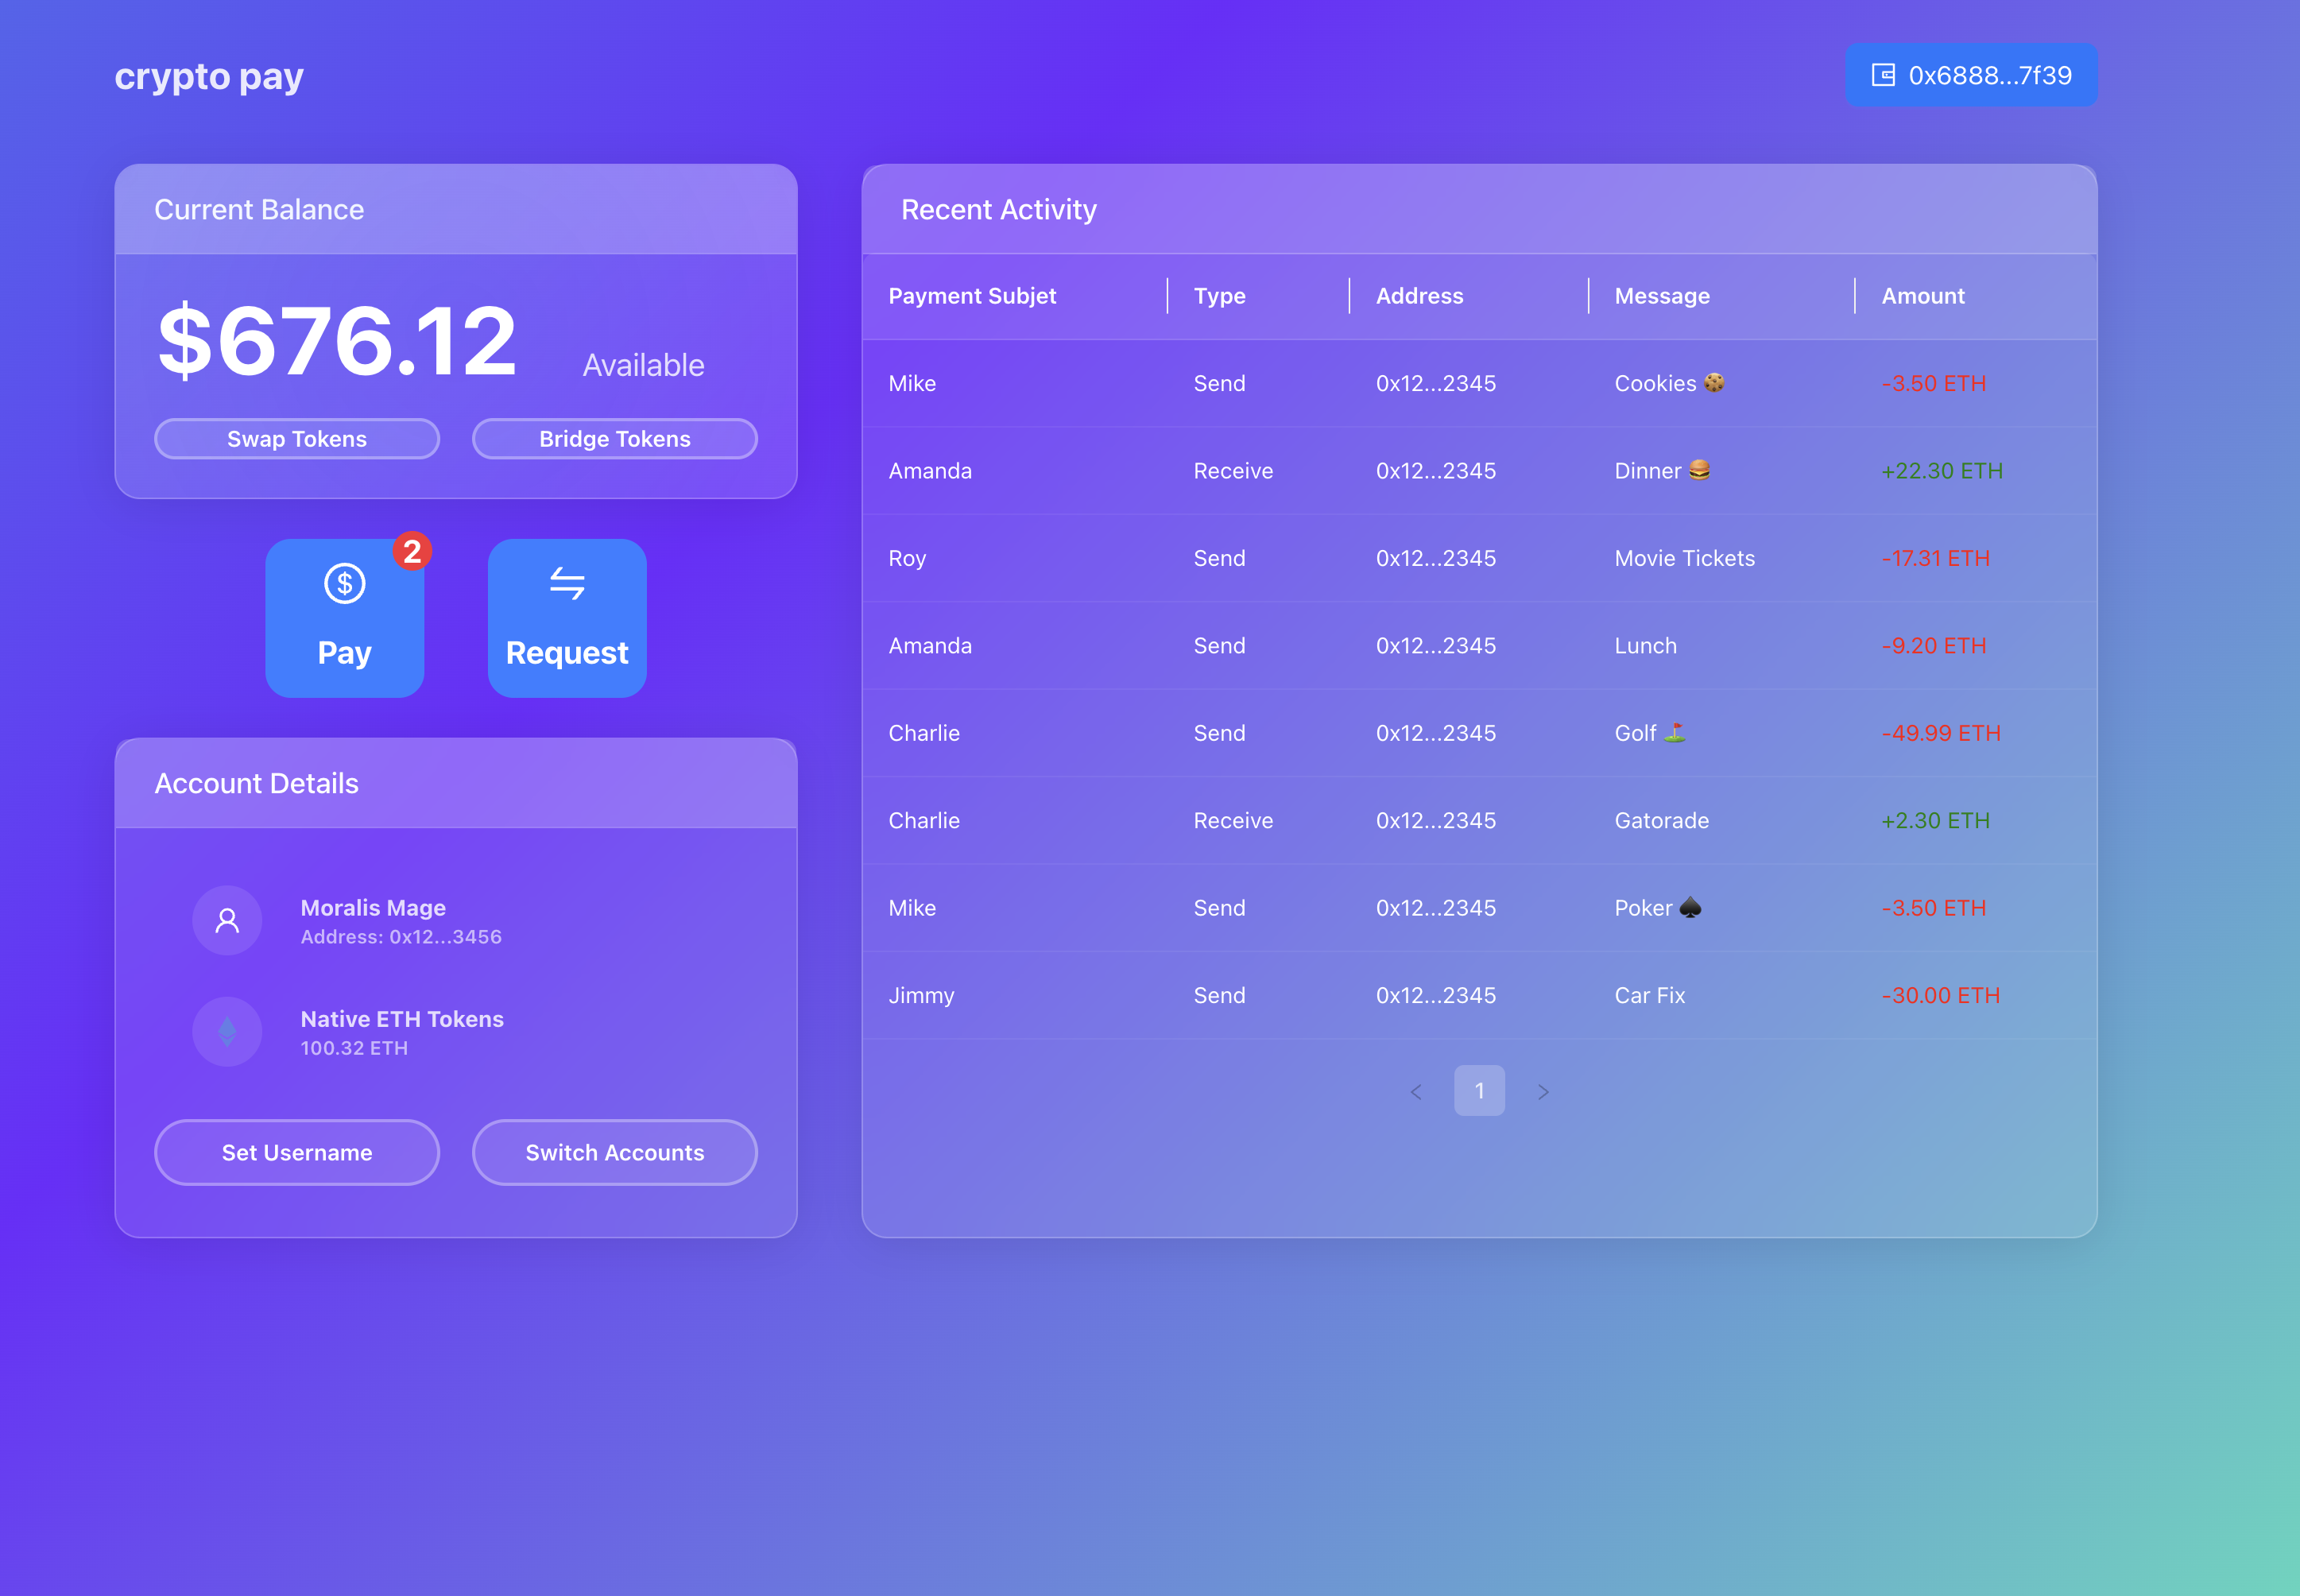 crypto pay
0x6888...7f39
Current Balance
$676.12 Available
Swap Tokens Bridge Tokens
2
Pay Request
Account Details
Moralis Mage
Address: 0x12...3456
Native ETH Tokens
100.32 ETH
Set Username Switch Accounts
Recent Activity
Payment Subjet Type Address Message Amount
Mike Send 0x12...2345 Cookies 🍪 -3.50 ETH
Amanda Receive 0x12...2345 Dinner 🍔 +22.30 ETH
Roy Send 0x12...2345 Movie Tickets -17.31 ETH
Amanda Send 0x12...2345 Lunch -9.20 ETH
Charlie Send 0x12...2345 Golf ⛳ -49.99 ETH
Charlie Receive 0x12...2345 Gatorade +2.30 ETH
Mike Send 0x12...2345 Poker ♠️ -3.50 ETH
Jimmy Send 0x12...2345 Car Fix -30.00 ETH
< 1 >